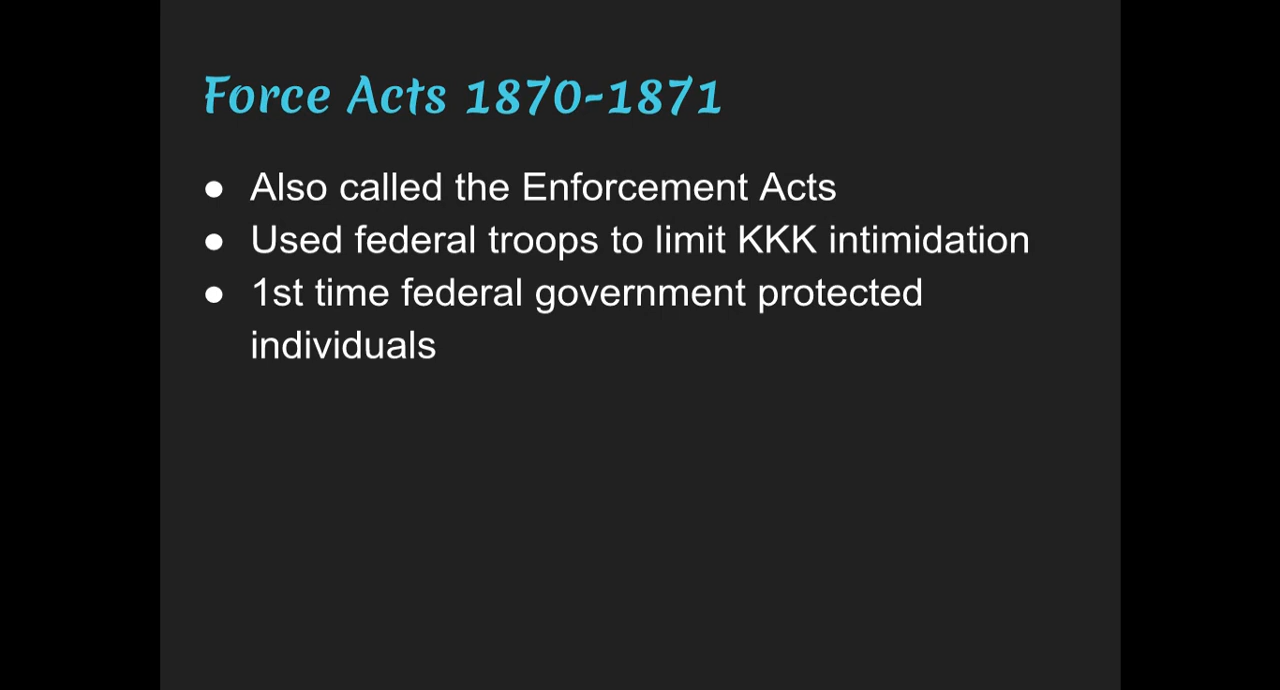 Force Acts 1870-1871
● Also called the Enforcement Acts
● Used federal troops to limit KKK intimidation
● 1st time federal government protected
individuals